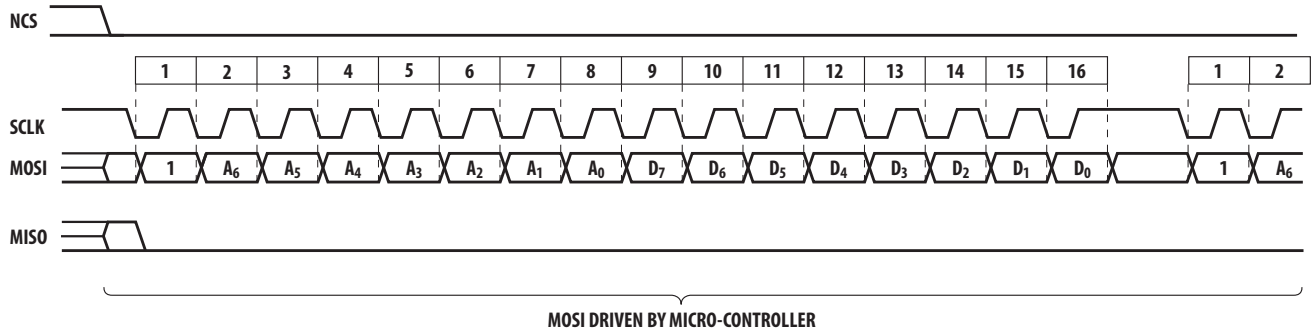 NCS
1 2 3 4 5 6 7 8 9 10 11 12 13 14 15 16 1 2
SCLK
MOSI 1 A6 A5 A4 A3 A2 A1 A0 D7 D6 D5 D4 D3 D2 D1 D0 1 A6
MISO
MOSI DRIVEN BY MICRO-CONTROLLER